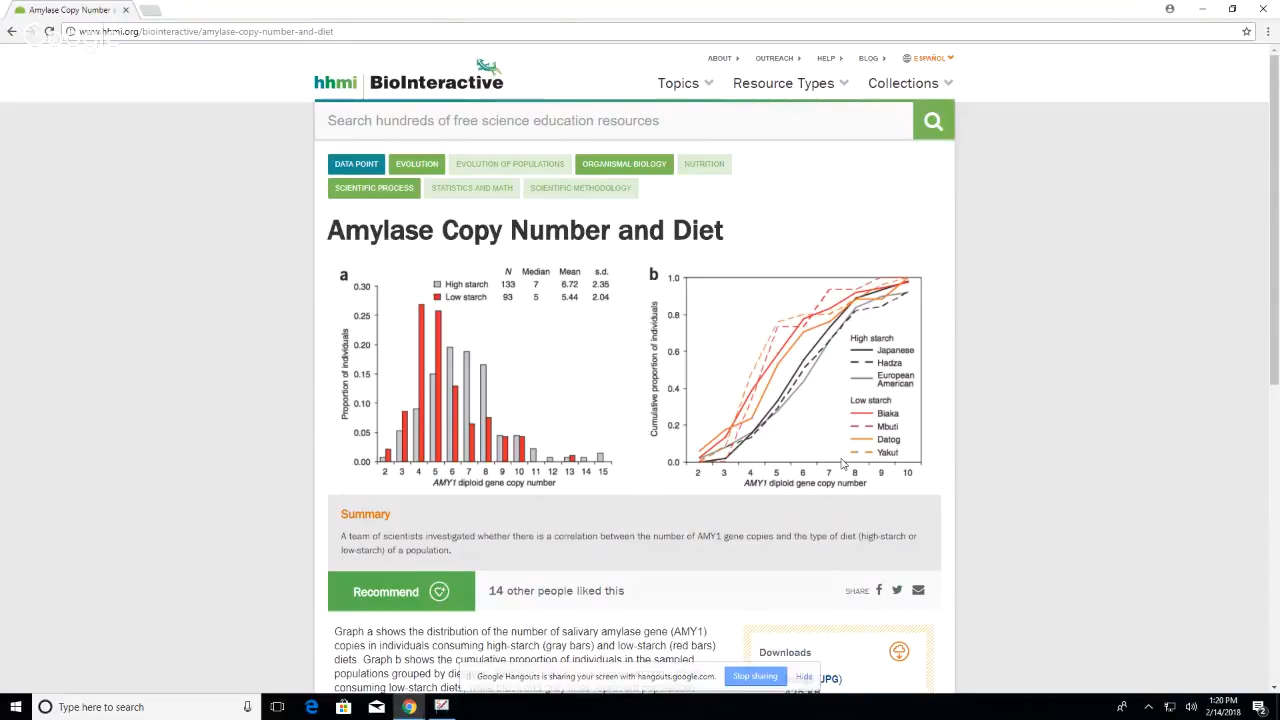 Amylase Copy Number and
www.hhmi.org/biointeractive/amylase-copy-number-and-diet
Google
ABOUT OUTREACH HELP BLOG ESPAÑOL
hhmi BioInteractive
Topics Resource Types Collections
Search hundreds of free science education resources
DATA POINT EVOLUTION EVOLUTION OF POPULATIONS ORGANISMAL BIOLOGY NUTRITION
SCIENTIFIC PROCESS STATISTICS AND MATH SCIENTIFIC METHODOLOGY
Amylase Copy Number and Diet
a
N Median Mean s.d.
High starch 133 7 6.72 2.35
Low starch 93 5 5.44 2.04
0.30
0.25
0.20
0.15
0.10
0.05
0.00
Proportion of individuals
2 3 4 5 6 7 8 9 10 11 12 13 14 15
AMY1 diploid gene copy number
b
1.0
0.8
0.6
0.4
0.2
0.0
Cumulative proportion of individuals
High starch
Japanese
Hadza
European
American
Low starch
Biaka
Mbuti
Datog
Yakut
2 3 4 5 6 7 8 9 10
AMY1 diploid gene copy number
Summary
A team of scientists investigated whether there is a correlation between the number of AMY1 gene copies and the type of diet (high-starch or
low-starch) of a population.
Recommend 14 other people liked this SHARE
Graph a shows the distribution of the number of salivary amylase gene (AMY1)
copies in individuals consuming high-starch (gray bars) and low-starch (red bars)
diets. Graph b shows the cumulative proportion of individuals in the sampled
populations grouped by
consuming low-starch diets
Downloads
JPG)
Google Hangouts is sharing your screen with hangouts.google.com. Stop sharing Hide
Type here to search
1:20 PM
2/14/2018